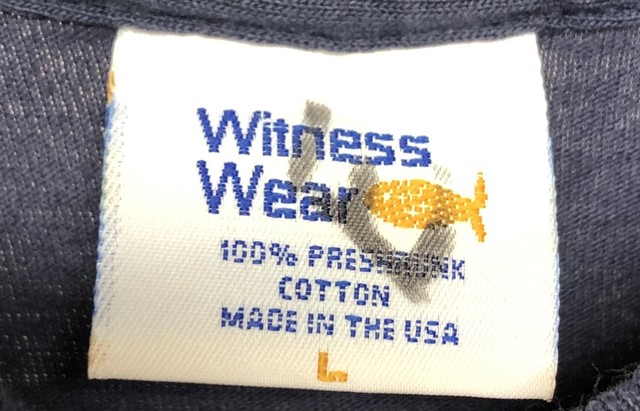 Witness
Wear
100% PRESHRUNK
COTTON
MADE IN THE USA
L